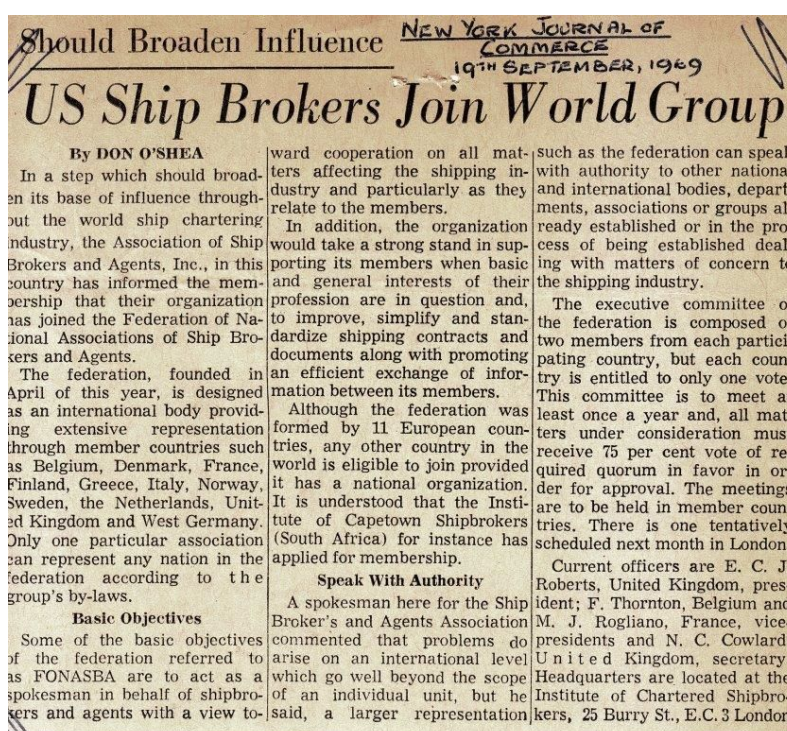 Should Broaden Influence
NEW YORK JOURNAL OF
COMMERCE
19TH SEPTEMBER, 1969
US Ship Brokers Join World Group
By DON O'SHEA
In a step which should broad-
en its base of influence through-
out the world ship chartering
industry, the Association of Ship
Brokers and Agents, Inc., in this
country has informed the mem-
bership that their organization
has joined the Federation of Na-
tional Associations of Ship Bro-
kers and Agents.
The federation, founded in
April of this year, is designed
as an international body provid-
ing extensive representation
through member countries such
as Belgium, Denmark, France,
Finland, Greece, Italy, Norway,
Sweden, the Netherlands, Unit-
ed Kingdom and West Germany.
Only one particular association
can represent any nation in the
federation according to the
group's by-laws.
Basic Objectives
Some of the basic objectives
of the federation referred to
as FONASBA are to act as a
spokesman in behalf of shipbro-
kers and agents with a view to-
ward cooperation on all mat-
ters affecting the shipping in-
dustry and particularly as they
relate to the members.
In addition, the organization
would take a strong stand in sup-
porting its members when basic
and general interests of their
profession are in question and,
to improve, simplify and stan-
dardize shipping contracts and
documents along with promoting
an efficient exchange of infor-
mation between its members.
Although the federation was
formed by 11 European coun-
tries, any other country in the
world is eligible to join provided
it has a national organization.
It is understood that the Insti-
tute of Capetown Shipbrokers
(South Africa) for instance has
applied for membership.
Speak With Authority
A spokesman here for the Ship
Broker's and Agents Association
commented that problems do
arise on an international level
which go well beyond the scope
of an individual unit, but he
said, a larger representation
such as the federation can speak
with authority to other nationa
and international bodies, depart
ments, associations or groups al
ready established or in the pro
cess of being established deal
ing with matters of concern t
the shipping industry.
The executive committee o
the federation is composed o
two members from each partici
pating country, but each coun
try is entitled to only one vote
This committee is to meet a
least once a year and, all mat
ters under consideration mus
receive 75 per cent vote of re
quired quorum in favor in or
der for approval. The meetings
are to be held in member coun
tries. There is one tentatively
scheduled next month in London
Current officers are E. C. J
Roberts, United Kingdom, pres
ident; F. Thornton, Belgium and
M. J. Rogliano, France, vice
presidents and N. C. Cowlard
United Kingdom, secretary
Headquarters are located at the
Institute of Chartered Shipbro
kers, 25 Burry St., E.C. 3 London